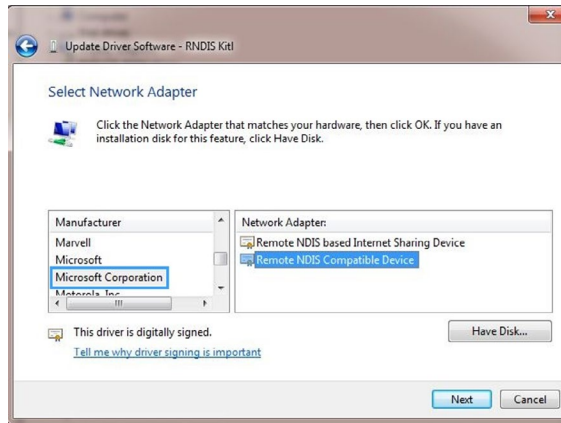 Update Driver Software - RNDIS Kitl
Select Network Adapter
Click the Network Adapter that matches your hardware, then click OK. If you have an
installation disk for this feature, click Have Disk.
Manufacturer
Marvell
Microsoft
Microsoft Corporation
Motorola, Inc.
Network Adapter:
Remote NDIS based Internet Sharing Device
Remote NDIS Compatible Device
This driver is digitally signed.
Have Disk...
Tell me why driver signing is important
Next
Cancel